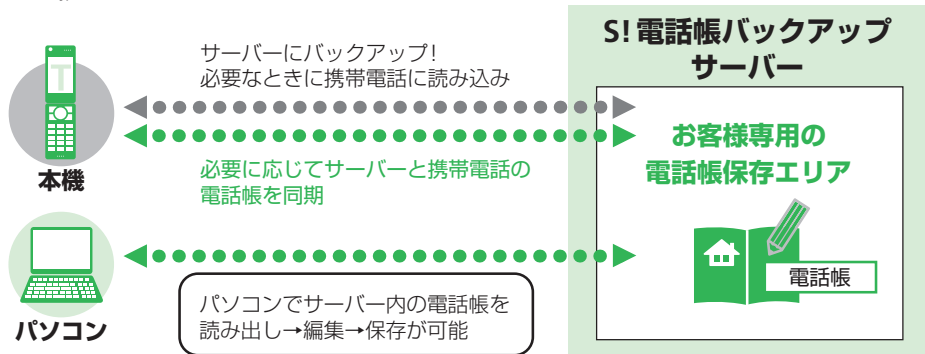 S!電話帳バックアップ
サーバー
サーバーにバックアップ!
必要なときに携帯電話に読み込み
お客様専用の
電話帳保存エリア
必要に応じてサーバーと携帯電話の
電話帳を同期
T
本機
電話帳
パソコンでサーバー内の電話帳を
読み出し→編集→保存が可能
パソコン